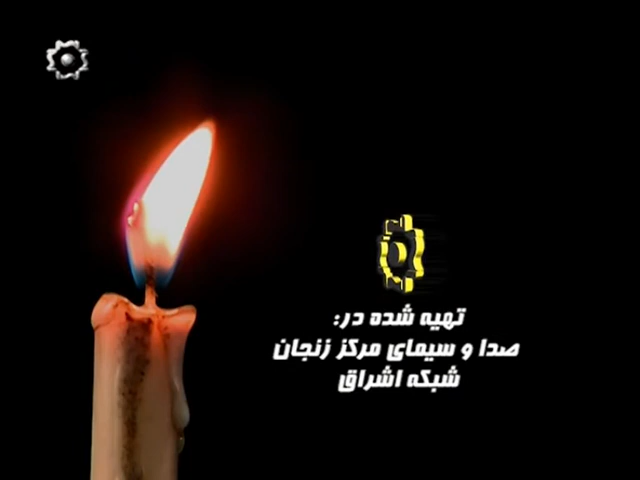 تهیه شده در:
صدا و سیمای مرکز زنجان
شبکه اشراق